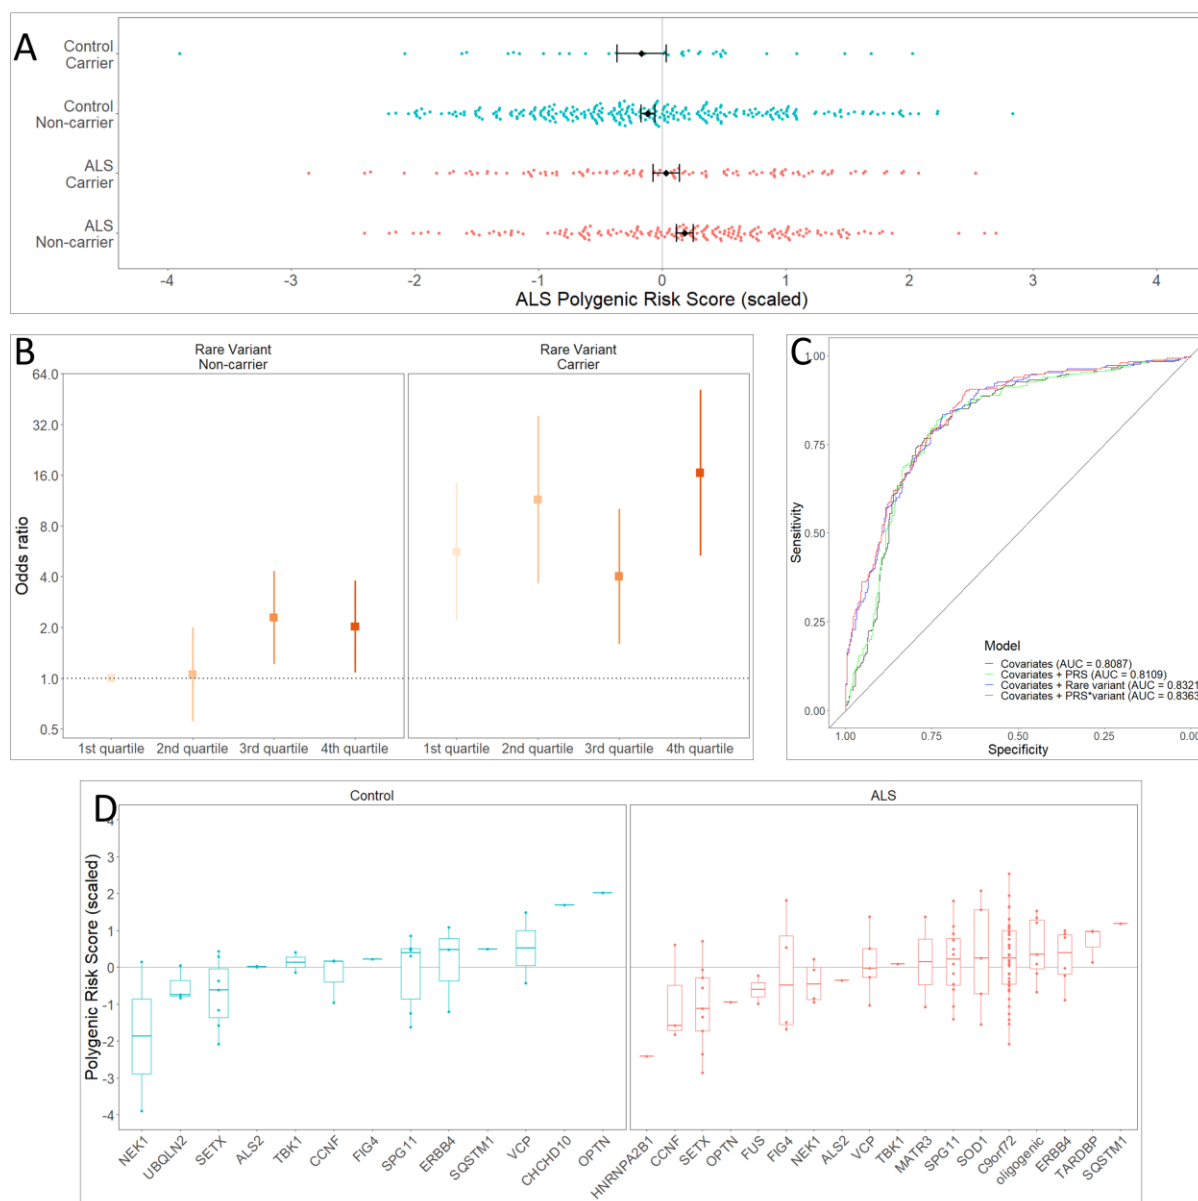 A
Control
Carrier
Control
Non-carrier
ALS
Carrier
ALS
Non-carrier
-4 -3 -2 -1 0 1 2 3 4
ALS Polygenic Risk Score (scaled)
B
Rare Variant
Non-carrier
Rare Variant
Carrier
Odds ratio
64.0
32.0
16.0
8.0
4.0
2.0
1.0
0.5
1st quartile 2nd quartile 3rd quartile 4th quartile 1st quartile 2nd quartile 3rd quartile 4th quartile
C
Sensitivity
1.00
0.75
0.50
0.25
0.00
Model
Covariates (AUC = 0.8087)
Covariates + PRS (AUC = 0.8109)
Covariates + Rare variant (AUC = 0.8321
Covariates + PRS*variant (AUC = 0.8363
1.00 0.75 0.50 0.25 0.00
Specificity
D
Control
ALS
Polygenic Risk Score (scaled)
4
3
2
1
0
-1
-2
-3
-4
NEK1
UBQLN2
SETX
ALS2
TBK1
CCNF
FIG4
SPG11
ERBB4
SQSTM1
VCP
CHCHD10
OPTN
HNRNPA2B1
CCNF
SETX
OPTN
FUS
FIG4
NEK1
ALS2
VCP
TBK1
MATR3
SPG11
SOD1
C9orf72
oligogenic
ERBB4
TARDBP
SQSTM1